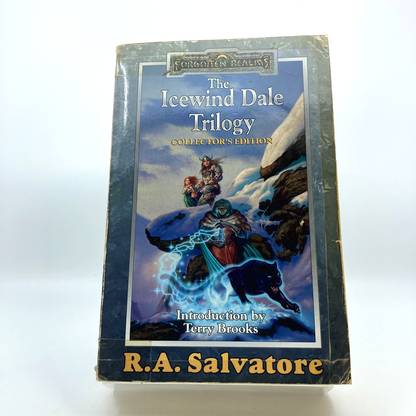 FORGOTTEN REALMS
The
Icewind Dale
Trilogy
COLLECTOR'S EDITION
Introduction by
Terry Brooks
R.A. Salvatore